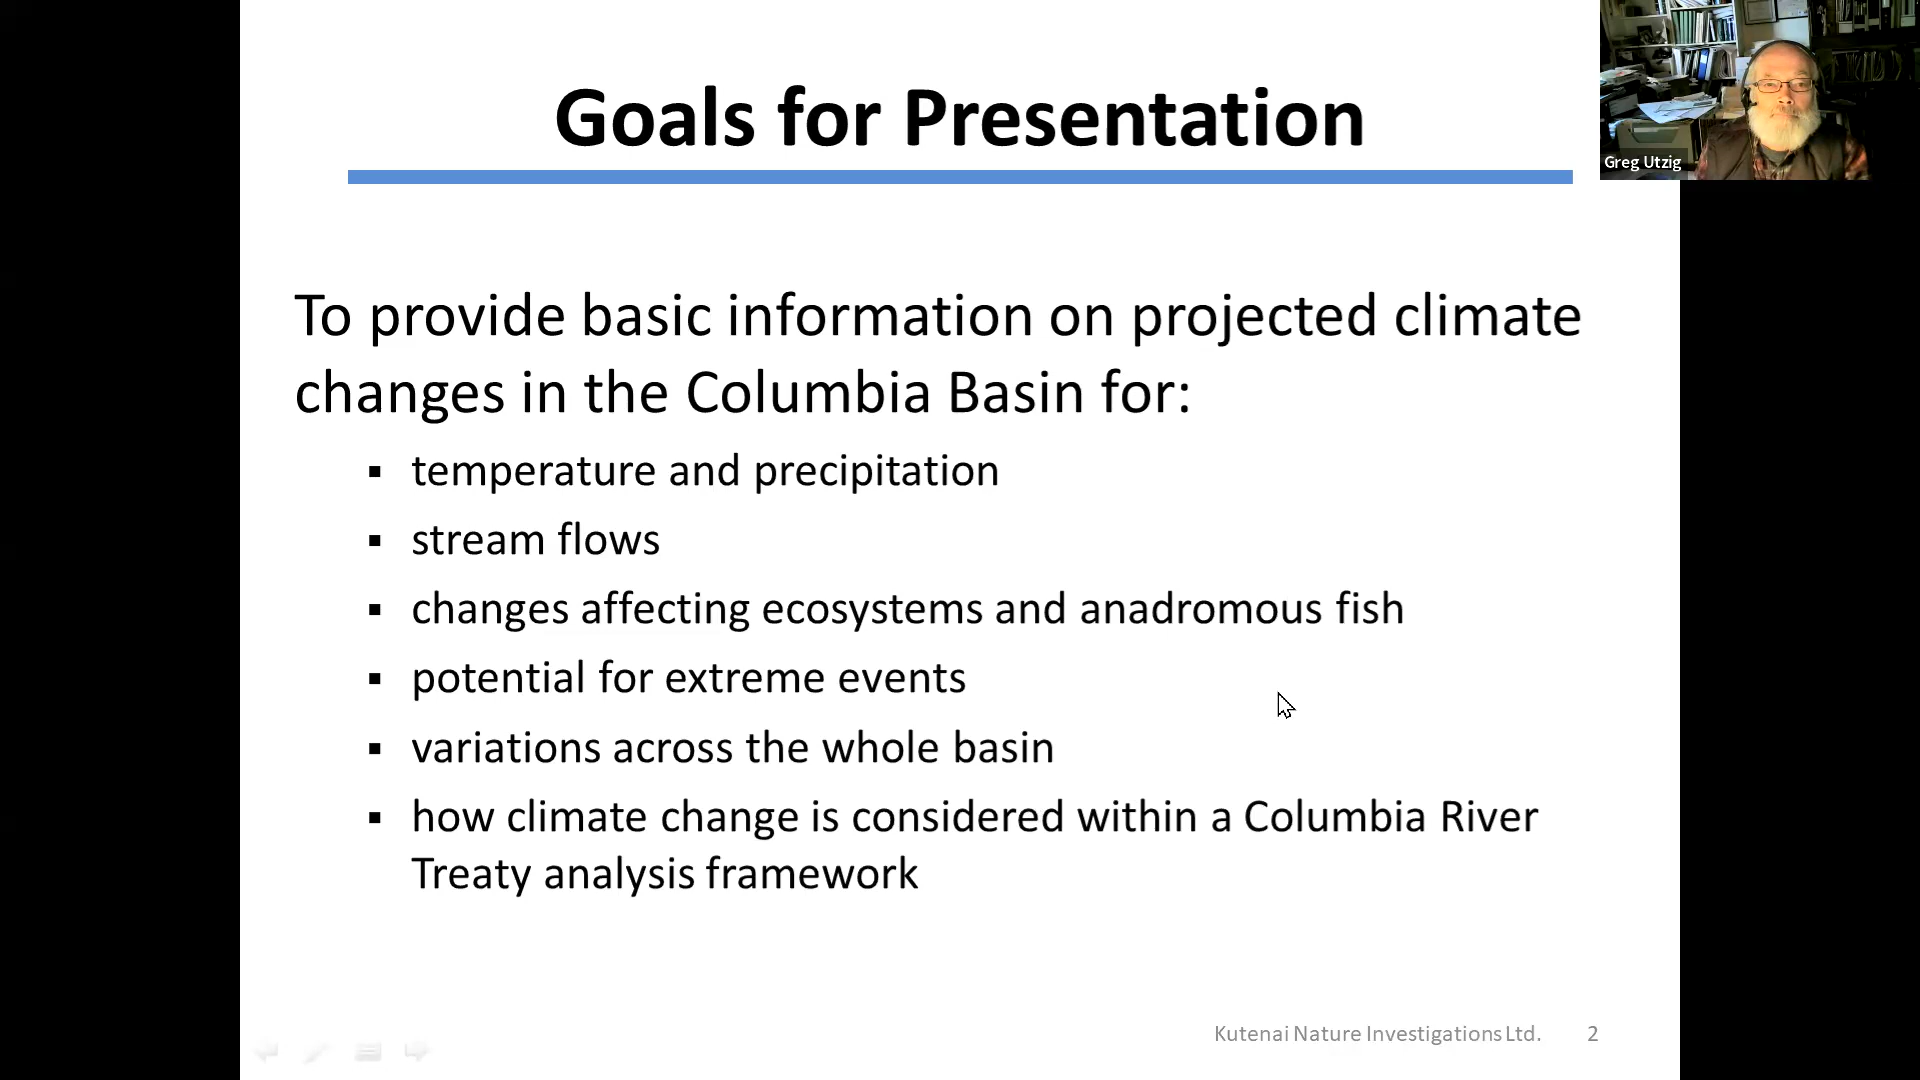 Goals for Presentation
Greg Utzig
To provide basic information on projected climate
changes in the Columbia Basin for:
▪ temperature and precipitation
▪ stream flows
▪ changes affecting ecosystems and anadromous fish
▪ potential for extreme events
▪ variations across the whole basin
▪ how climate change is considered within a Columbia River
Treaty analysis framework
Kutenai Nature Investigations Ltd. 2